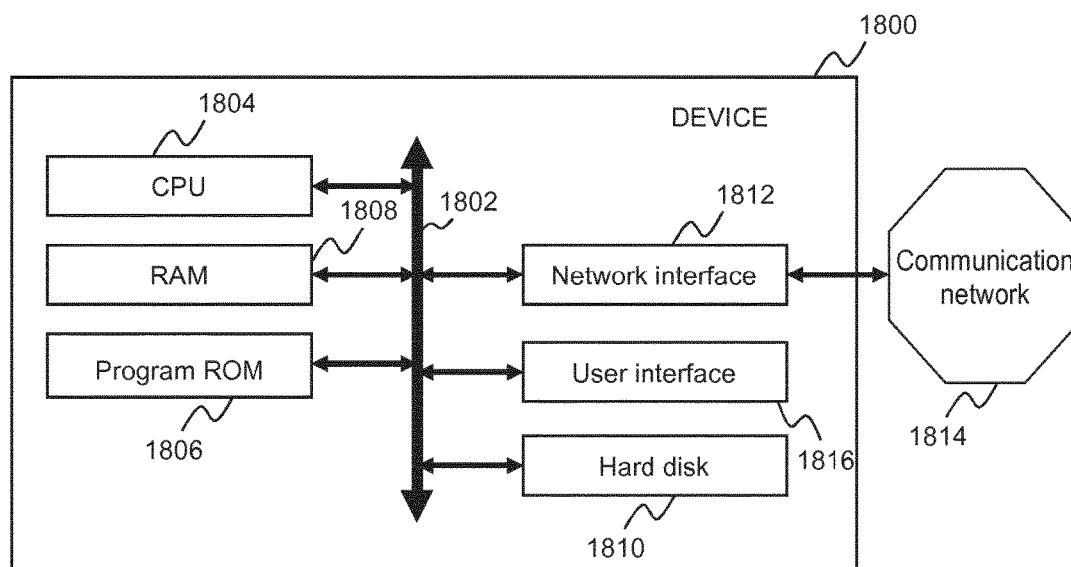 1800
DEVICE
1804
CPU
1808
RAM
Program ROM
1806
1802
1812
Network interface
User interface
1816
Hard disk
1810
Communication
network
1814